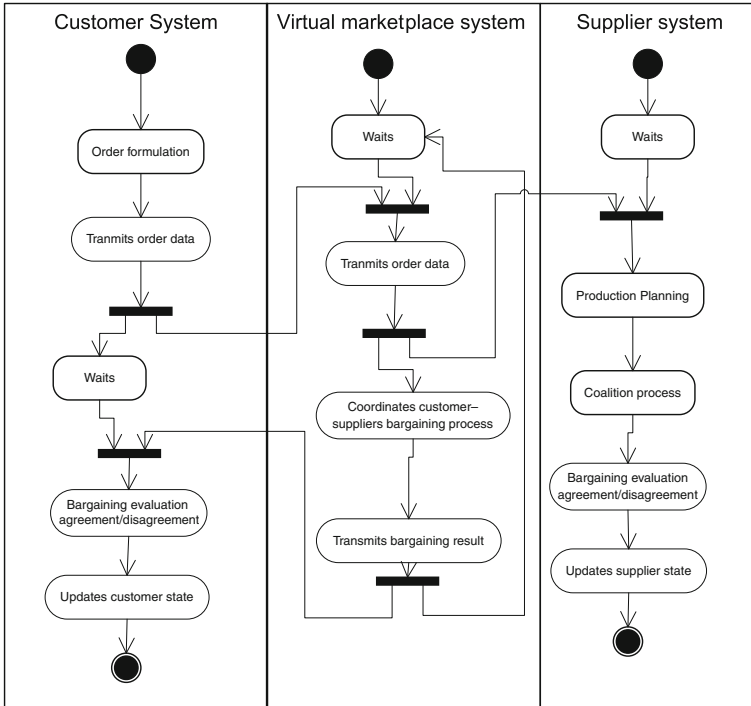 Customer System
Virtual marketplace system
Supplier system
Order formulation
Tranmits order data
Waits
Bargaining evaluation
agreement/disagreement
Updates customer state
Waits
Tranmits order data
Coordinates customer–
suppliers bargaining process
Transmits bargaining result
Waits
Production Planning
Coalition process
Bargaining evaluation
agreement/disagreement
Updates supplier state